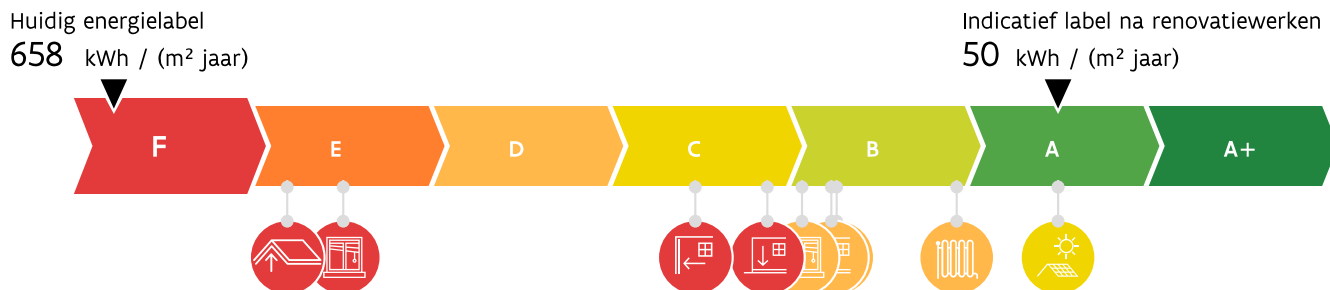 Huidig energielabel
658 kWh / (m² jaar)
Indicatief label na renovatiewerken
50 kWh / (m² jaar)
F E D C B A A+